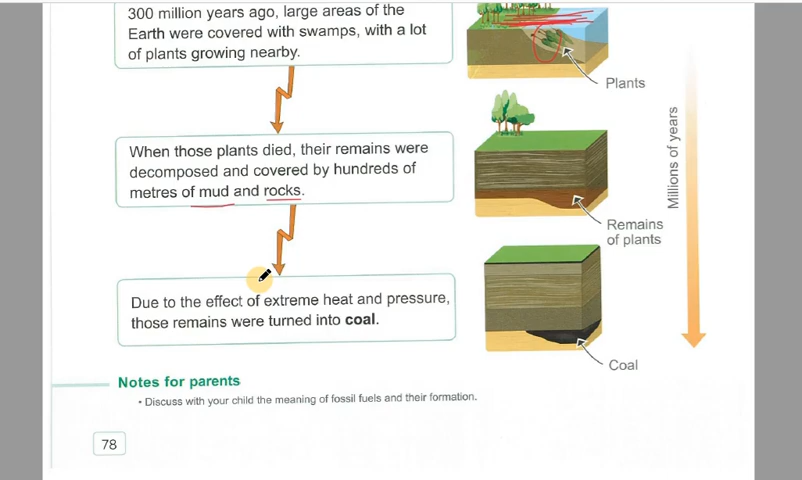 300 million years ago, large areas of the
Earth were covered with swamps, with a lot
of plants growing nearby.
Plants
When those plants died, their remains were
decomposed and covered by hundreds of
metres of mud and rocks.
Remains
of plants
Millions of years
Due to the effect of extreme heat and pressure,
those remains were turned into coal.
Coal
Notes for parents
• Discuss with your child the meaning of fossil fuels and their formation.
78